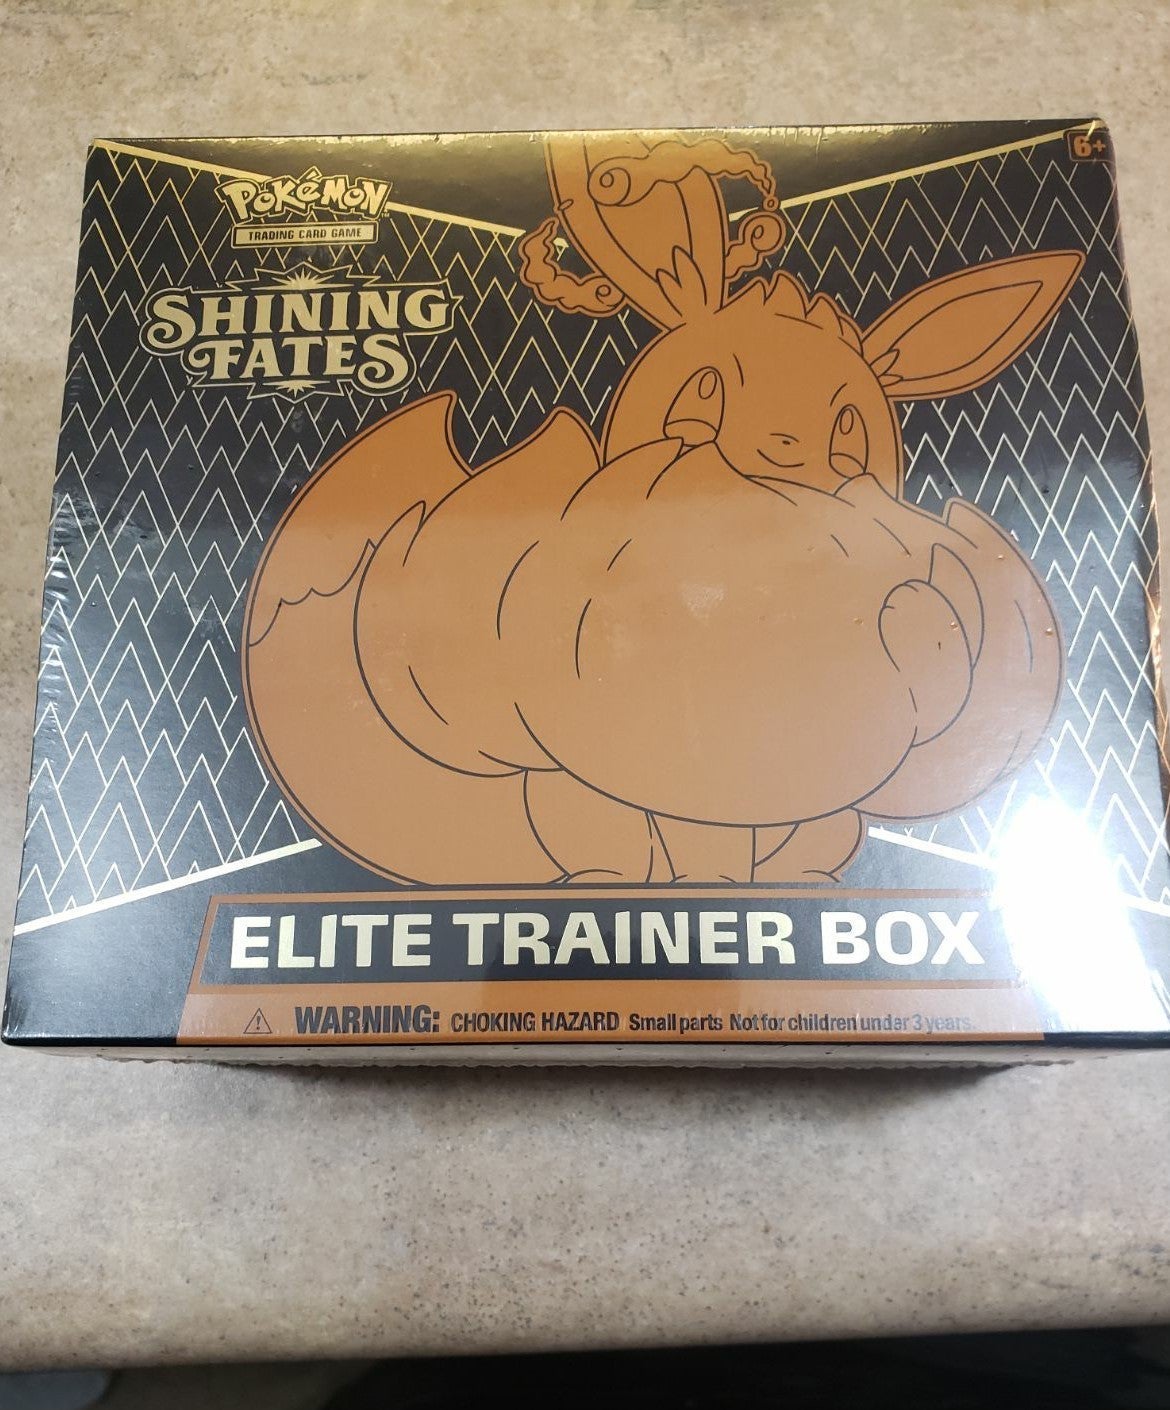 6+
POKéMON
TRADING CARD GAME
SHINING
FATES
ELITE TRAINER BOX
WARNING: CHOKING HAZARD Small parts Not for children under 3 years.